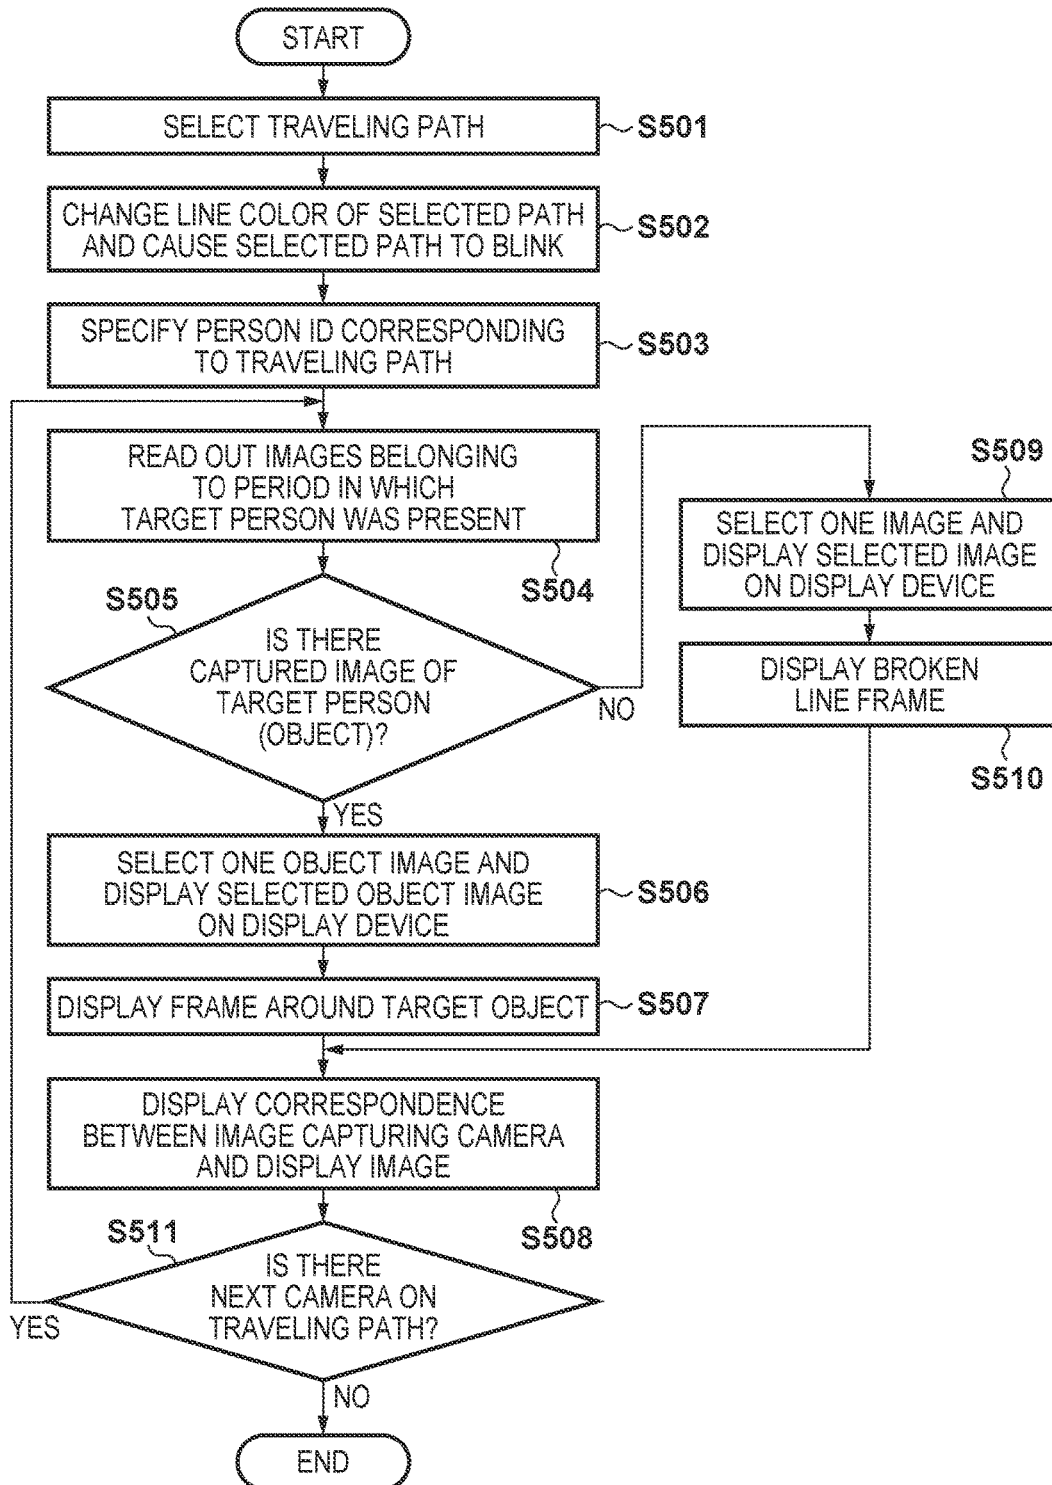 START
SELECT TRAVELING PATH
S501
CHANGE LINE COLOR OF SELECTED PATH
AND CAUSE SELECTED PATH TO BLINK
S502
SPECIFY PERSON ID CORRESPONDING
TO TRAVELING PATH
S503
READ OUT IMAGES BELONGING
TO PERIOD IN WHICH
TARGET PERSON WAS PRESENT
S504
S505
IS THERE
CAPTURED IMAGE OF
TARGET PERSON
(OBJECT)?
NO
YES
S509
SELECT ONE IMAGE AND
DISPLAY SELECTED IMAGE
ON DISPLAY DEVICE
DISPLAY BROKEN
LINE FRAME
S510
SELECT ONE OBJECT IMAGE AND
DISPLAY SELECTED OBJECT IMAGE
ON DISPLAY DEVICE
S506
DISPLAY FRAME AROUND TARGET OBJECT
S507
DISPLAY CORRESPONDENCE
BETWEEN IMAGE CAPTURING CAMERA
AND DISPLAY IMAGE
S508
S511
IS THERE
NEXT CAMERA ON
TRAVELING PATH?
YES
NO
END